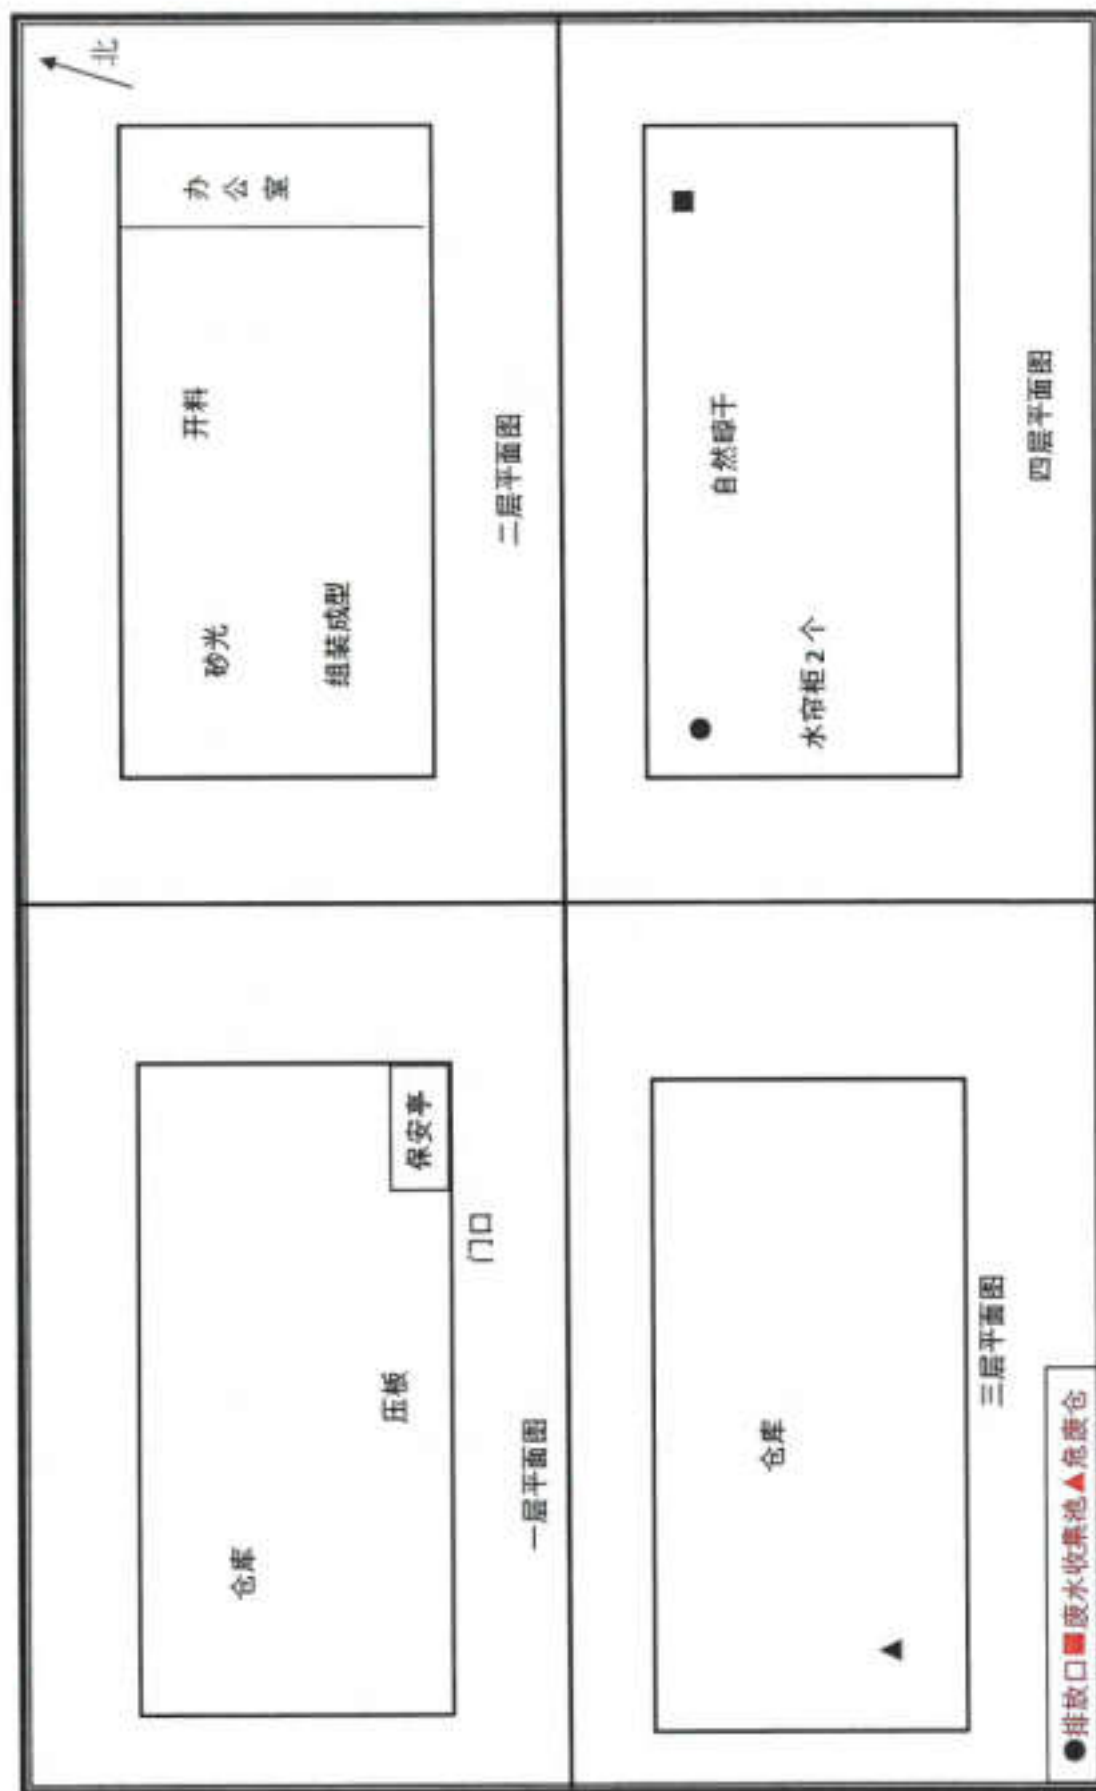 北
仓库
压板
保安亭
门口
一层平面图
办公室
开料
砂光
组装成型
二层平面图
仓库
三层平面图
自然晾干
水帘柜2个
四层平面图
●排放口■废水收集池▲危废仓